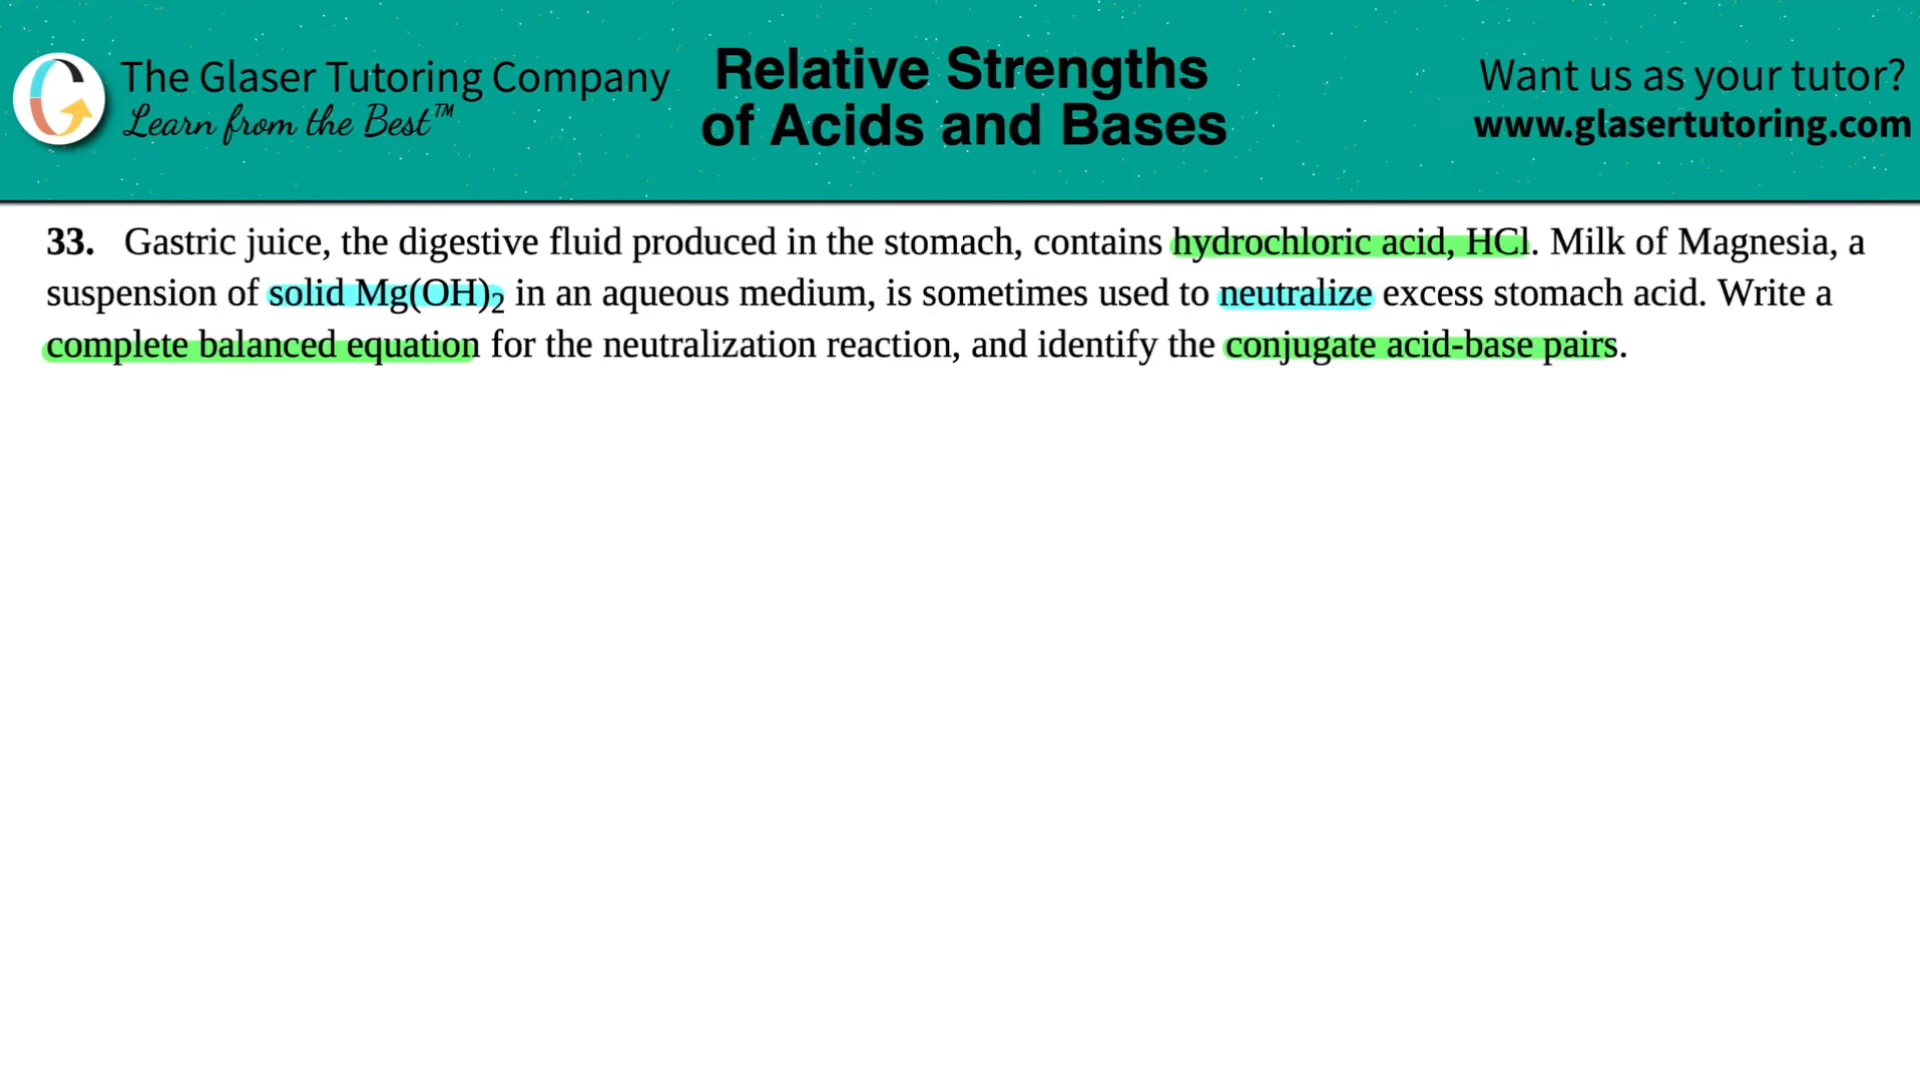 The Glaser Tutoring Company
Learn from the Best™
Relative Strengths
of Acids and Bases
Want us as your tutor?
www.glasertutoring.com
33. Gastric juice, the digestive fluid produced in the stomach, contains hydrochloric acid, HCl. Milk of Magnesia, a
suspension of solid Mg(OH)₂ in an aqueous medium, is sometimes used to neutralize excess stomach acid. Write a
complete balanced equation for the neutralization reaction, and identify the conjugate acid-base pairs.